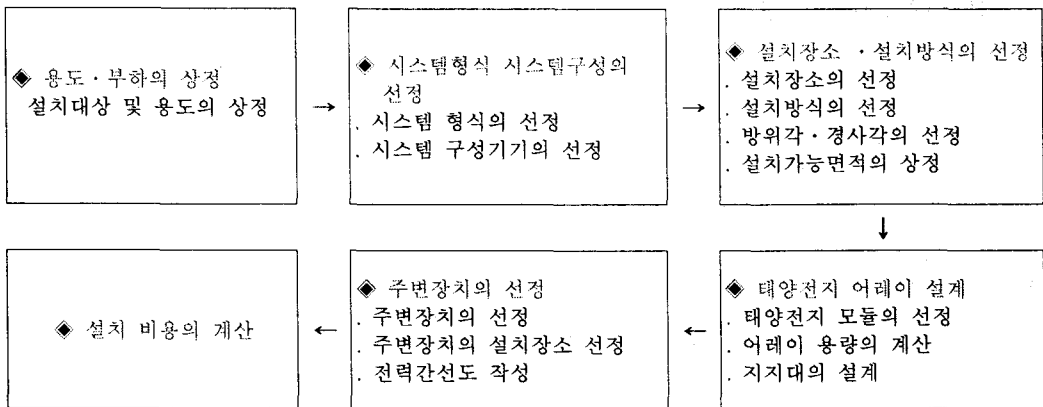 ◈ 용도·부하의 상정
설치대상 및 용도의 상정
→
◈ 시스템형식 시스템구성의
선정
. 시스템 형식의 선정
. 시스템 구성기기의 선정
→
◈ 설치장소 ·설치방식의 선정
. 설치장소의 선정
. 설치방식의 선정
. 방위각·경사각의 선정
. 설치가능면적의 상정
↓
◈ 태양전지 어레이 설계
. 태양전지 모듈의 선정
. 어레이 용량의 계산
. 지지대의 설계
←
◈ 주변장치의 선정
. 주변장치의 선정
. 주변장치의 설치장소 선정
. 전력간선도 작성
←
◈ 설치 비용의 계산